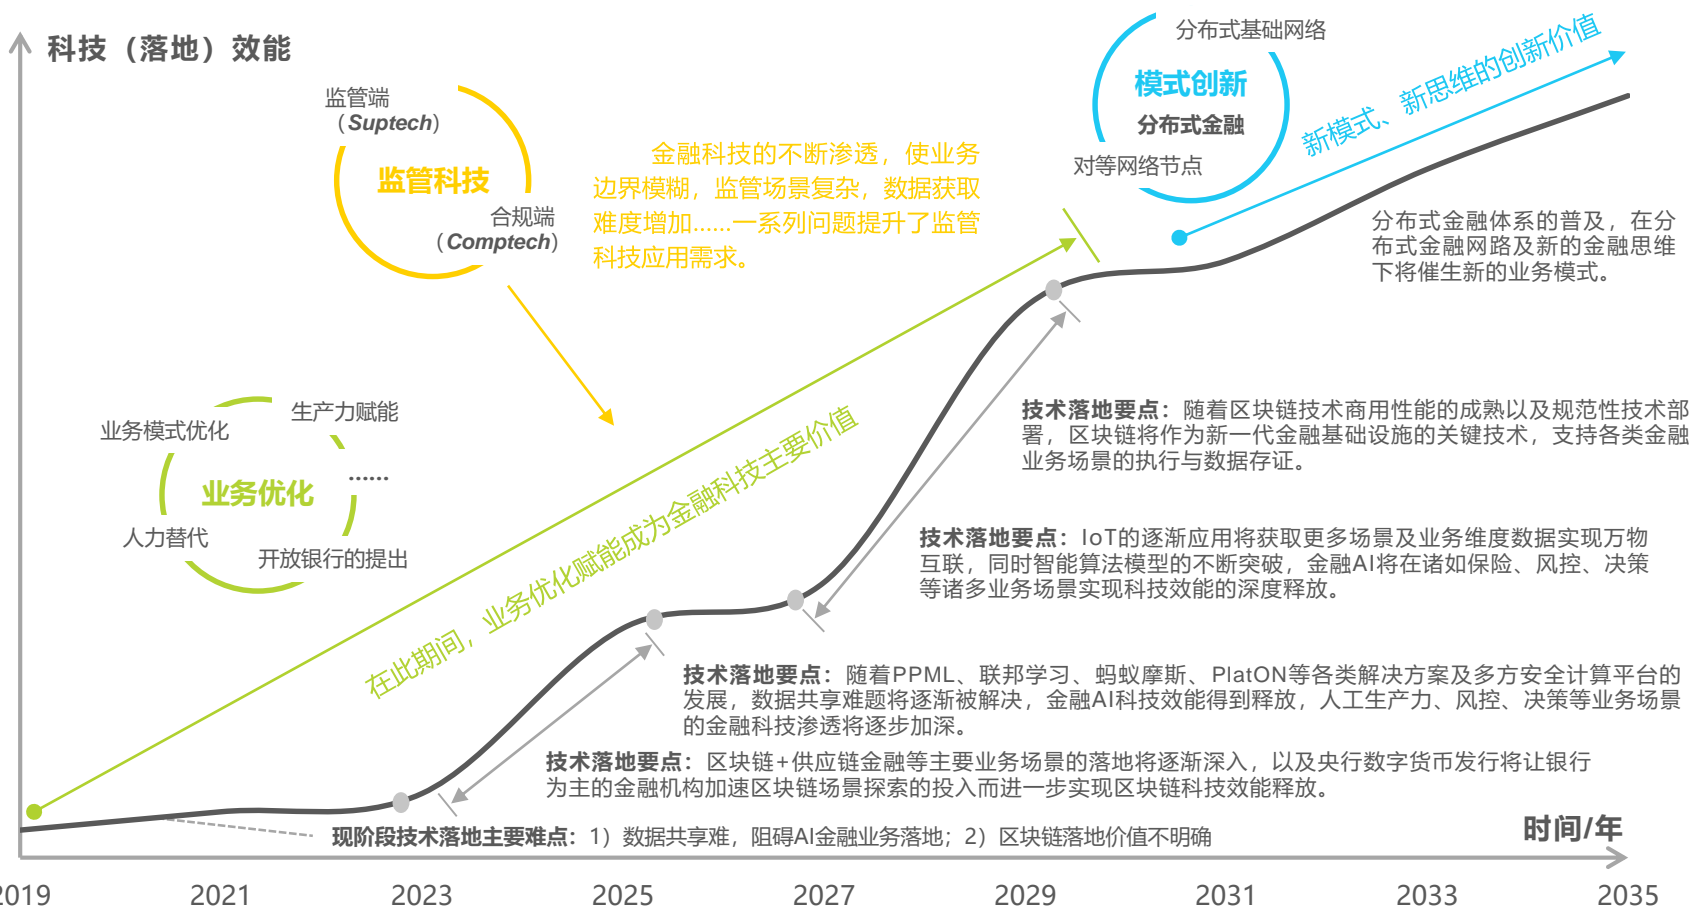 科技（落地）效能
分布式基础网络
模式创新
分布式金融
对等网络节点
新模式、新思维的创新价值
监管端
（Suptech）
监管科技
合规端
（Comptech）
金融科技的不断渗透，使业务
边界模糊，监管场景复杂，数据获取
难度增加……一系列问题提升了监管
科技应用需求。
分布式金融体系的普及，在分
布式金融网路及新的金融思维
下将催生新的业务模式。
生产力赋能
业务模式优化
……
业务优化
人力替代
开放银行的提出
在此期间，业务优化赋能成为金融科技主要价值
技术落地要点：随着区块链技术商用性能的成熟以及规范性技术部
署，区块链将作为新一代金融基础设施的关键技术，支持各类金融
业务场景的执行与数据存证。
技术落地要点：IoT的逐渐应用将获取更多场景及业务维度数据实现万物
互联，同时智能算法模型的不断突破，金融AI将在诸如保险、风控、决策
等诸多业务场景实现科技效能的深度释放。
技术落地要点：随着PPML、联邦学习、蚂蚁摩斯、PlatON等各类解决方案及多方安全计算平台的
发展，数据共享难题将逐渐被解决，金融AI科技效能得到释放，人工生产力、风控、决策等业务场景
的金融科技渗透将逐步加深。
技术落地要点：区块链+供应链金融等主要业务场景的落地将逐渐深入，以及央行数字货币发行将让银行
为主的金融机构加速区块链场景探索的投入而进一步实现区块链科技效能释放。
现阶段技术落地主要难点：1）数据共享难，阻碍AI金融业务落地；2）区块链落地价值不明确
时间/年
2019 2021 2023 2025 2027 2029 2031 2033 2035